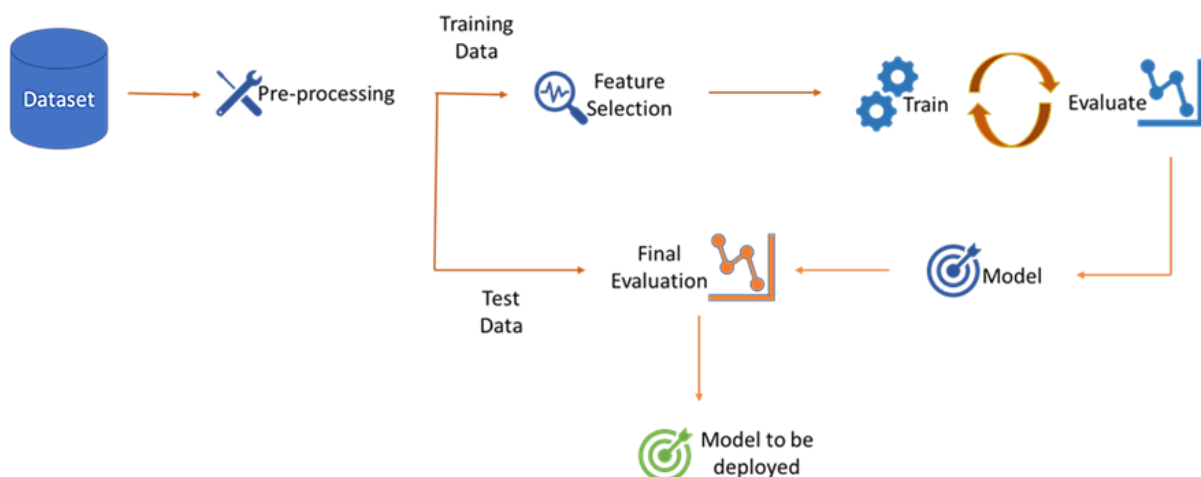 Training
Data
Dataset
Pre-processing
Feature
Selection
Train
Evaluate
Final
Evaluation
Model
Test
Data
Model to be
deployed